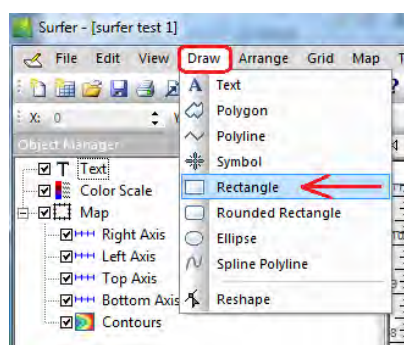 Surfer - [surfer test 1]
File Edit View Draw Arrange Grid Map
X: 0
Object Manager
Text
Color Scale
Map
Right Axis
Left Axis
Top Axis
Bottom Axis
Contours
Text
Polygon
Polyline
Symbol
Rectangle
Rounded Rectangle
Ellipse
Spline Polyline
Reshape